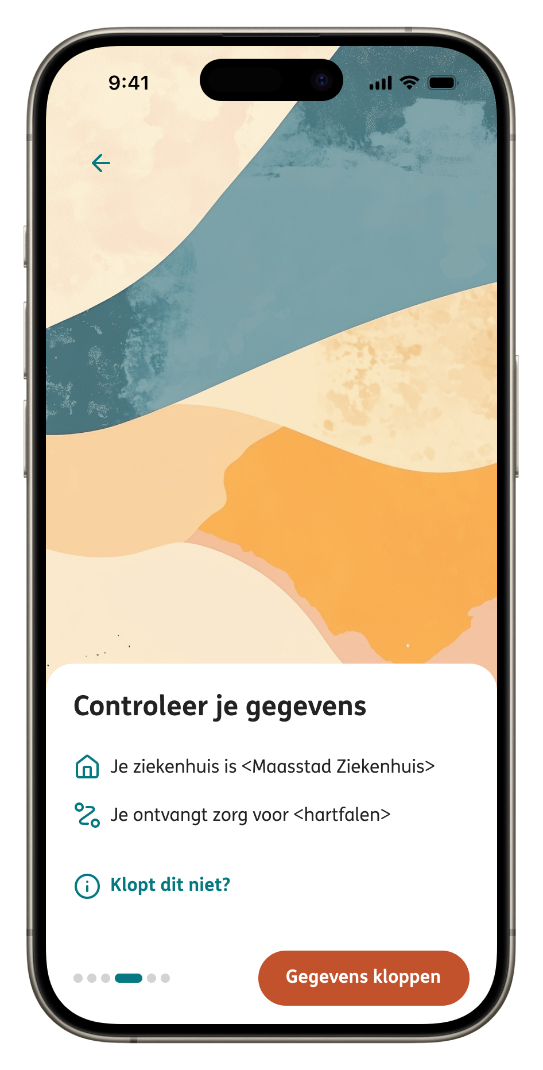 9:41
Controleer je gegevens
Je ziekenhuis is <Maasstad Ziekenhuis>
Je ontvangt zorg voor <hartfalen>
Klopt dit niet?
Gegevens kloppen